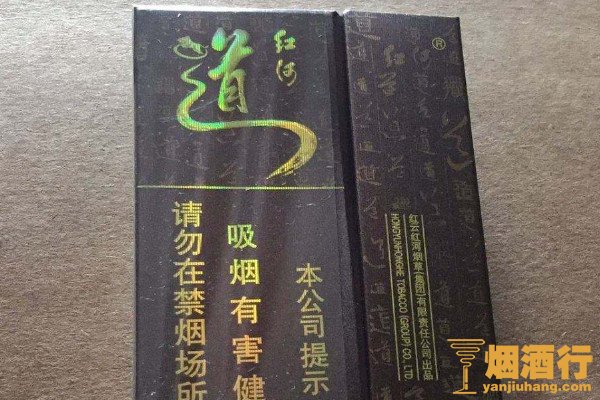 红河
道
本公司提示
吸烟有害健
请勿在禁烟场所
®
红云红河烟草(集团)有限责任公司出品
HONGYUNHONGHE TOBACCO (GROUP) CO., LTD
烟酒行
yanjiuhang.com